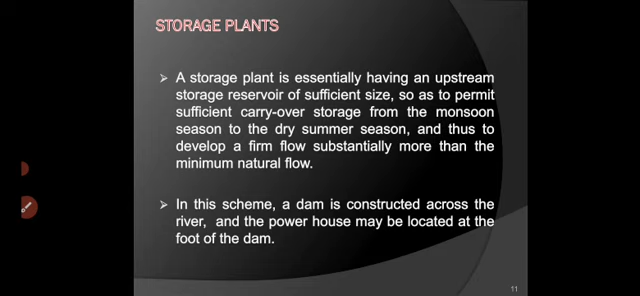 STORAGE PLANTS
➢ A storage plant is essentially having an upstream
storage reservoir of sufficient size, so as to permit
sufficient carry-over storage from the monsoon
season to the dry summer season, and thus to
develop a firm flow substantially more than the
minimum natural flow.
➢ In this scheme, a dam is constructed across the
river, and the power house may be located at the
foot of the dam.
11